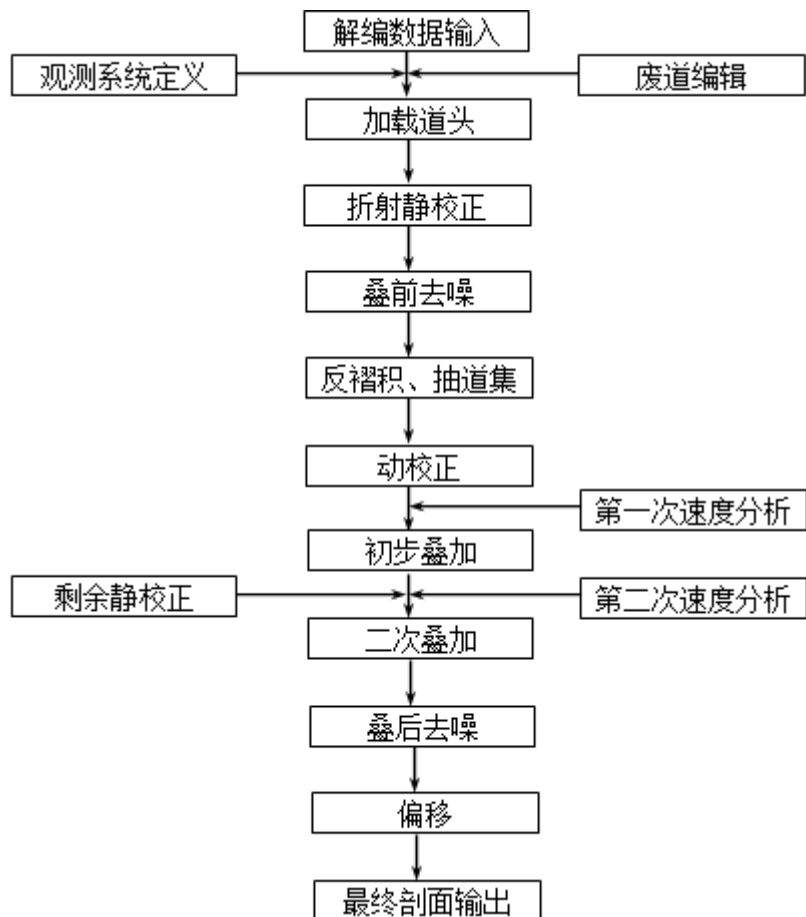 解编数据输入
观测系统定义
废道编辑
加载道头
折射静校正
叠前去噪
反褶积、抽道集
动校正
第一次速度分析
初步叠加
剩余静校正
第二次速度分析
二次叠加
叠后去噪
偏移
最终剖面输出